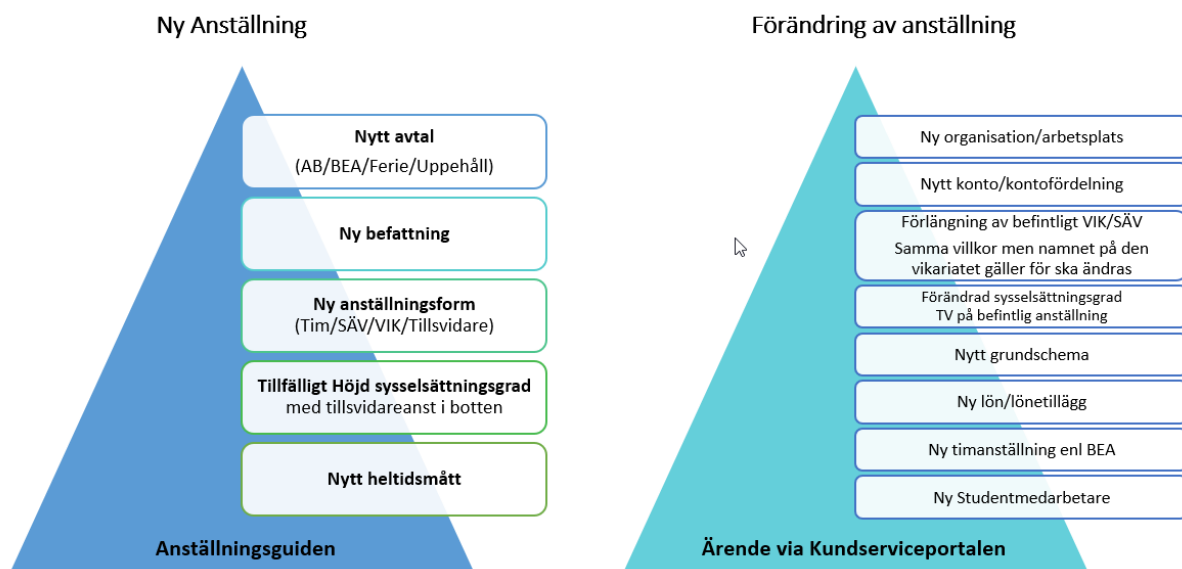 Ny Anställning
Nytt avtal
(AB/BEA/Ferie/Uppehåll)
Ny befattning
Ny anställningsform
(Tim/SÄV/VIK/Tillsvidare)
Tillfälligt Höjd sysselsättningsgrad
med tillsvidareanst i botten
Nytt heltidsmått
Anställningsguiden
Förändring av anställning
Ny organisation/arbetsplats
Nytt konto/kontofördelning
Förlängning av befintligt VIK/SÄV
Samma villkor men namnet på den
vikariatet gäller för ska ändras
Förändrad sysselsättningsgrad
TV på befintlig anställning
Nytt grundschema
Ny lön/lönetillägg
Ny timanställning enl BEA
Ny Studentmedarbetare
Ärende via Kundserviceportalen